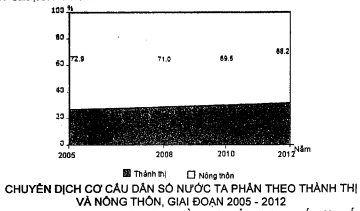 %
100
80
60
40
20
0
72.9 71.0 69.5 68.2
2005 2008 2010 2012 Năm
Thành thị Nông thôn
CHUYỂN DỊCH CƠ CẤU DÂN SỐ NƯỚC TA PHÂN THEO THÀNH THỊ
VÀ NÔNG THÔN, GIAI ĐOẠN 2005 - 2012